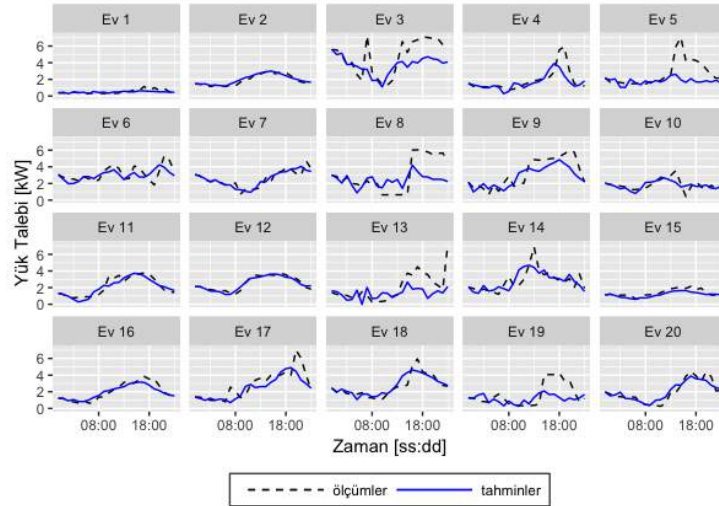 Ev 1 Ev 2 Ev 3 Ev 4 Ev 5
6
4
2
0
Ev 6 Ev 7 Ev 8 Ev 9 Ev 10
6
4
2
0
Ev 11 Ev 12 Ev 13 Ev 14 Ev 15
6
4
2
0
Ev 16 Ev 17 Ev 18 Ev 19 Ev 20
6
4
2
0
Yük Talebi [kW]
08:00 18:00 08:00 18:00 08:00 18:00 08:00 18:00 08:00 18:00
Zaman [ss:dd]
ölçümler tahminler